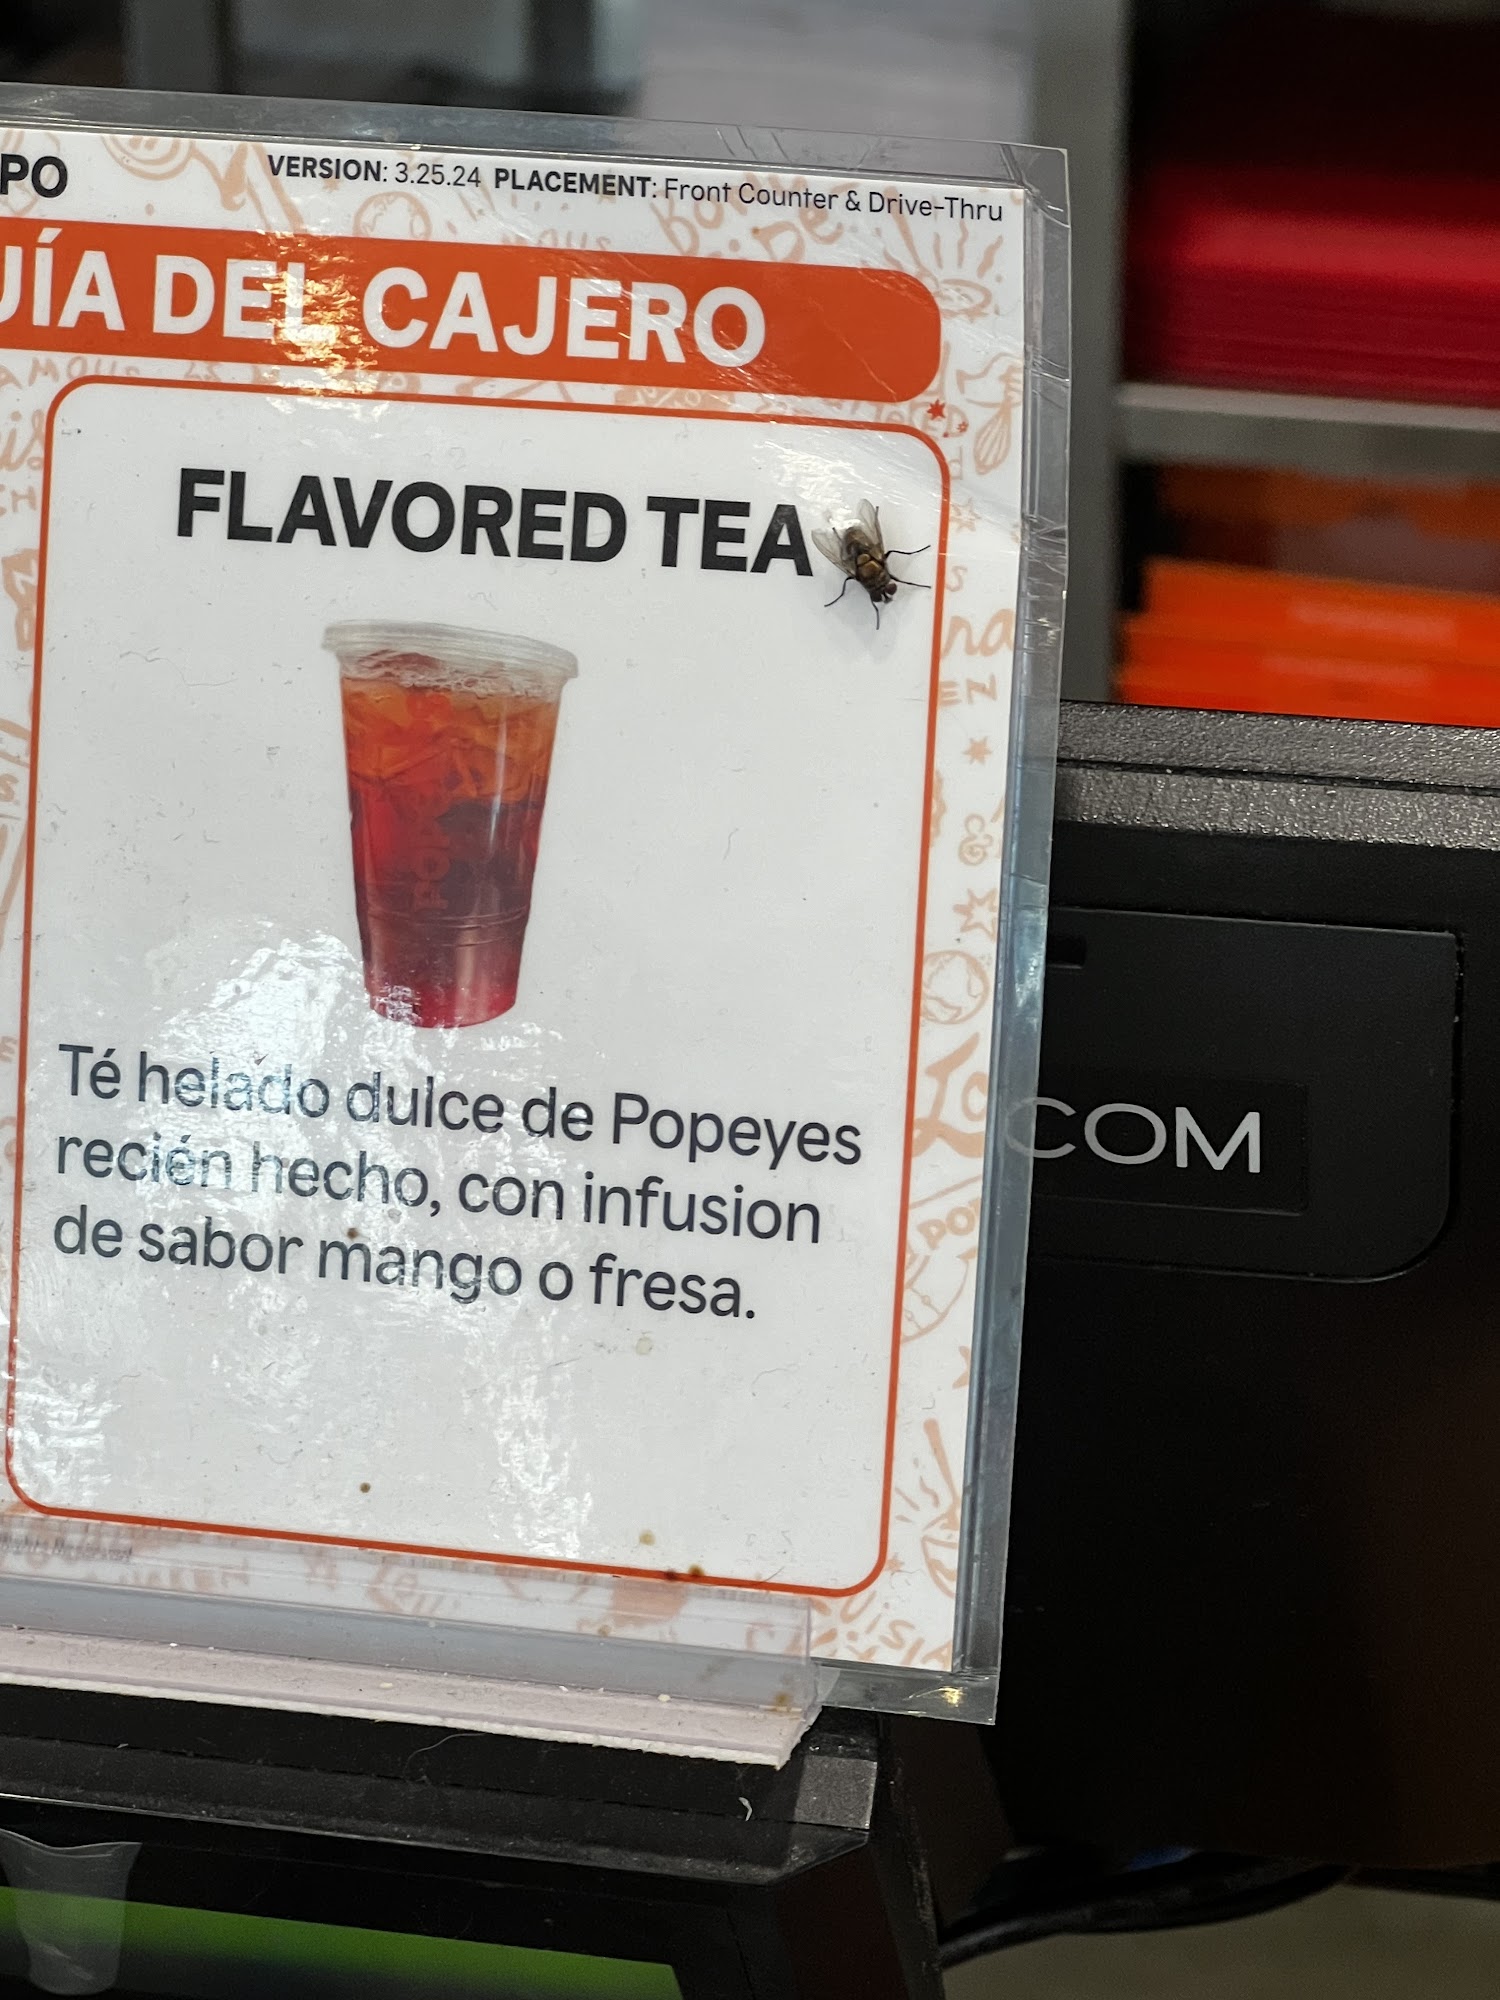 PO
VERSION: 3.25.24 PLACEMENT: Front Counter & Drive-Thru
UÍA DEL CAJERO
FLAVORED TEA
Té helado dulce de Popeyes
recién hecho, con infusion
de sabor mango o fresa.
COM